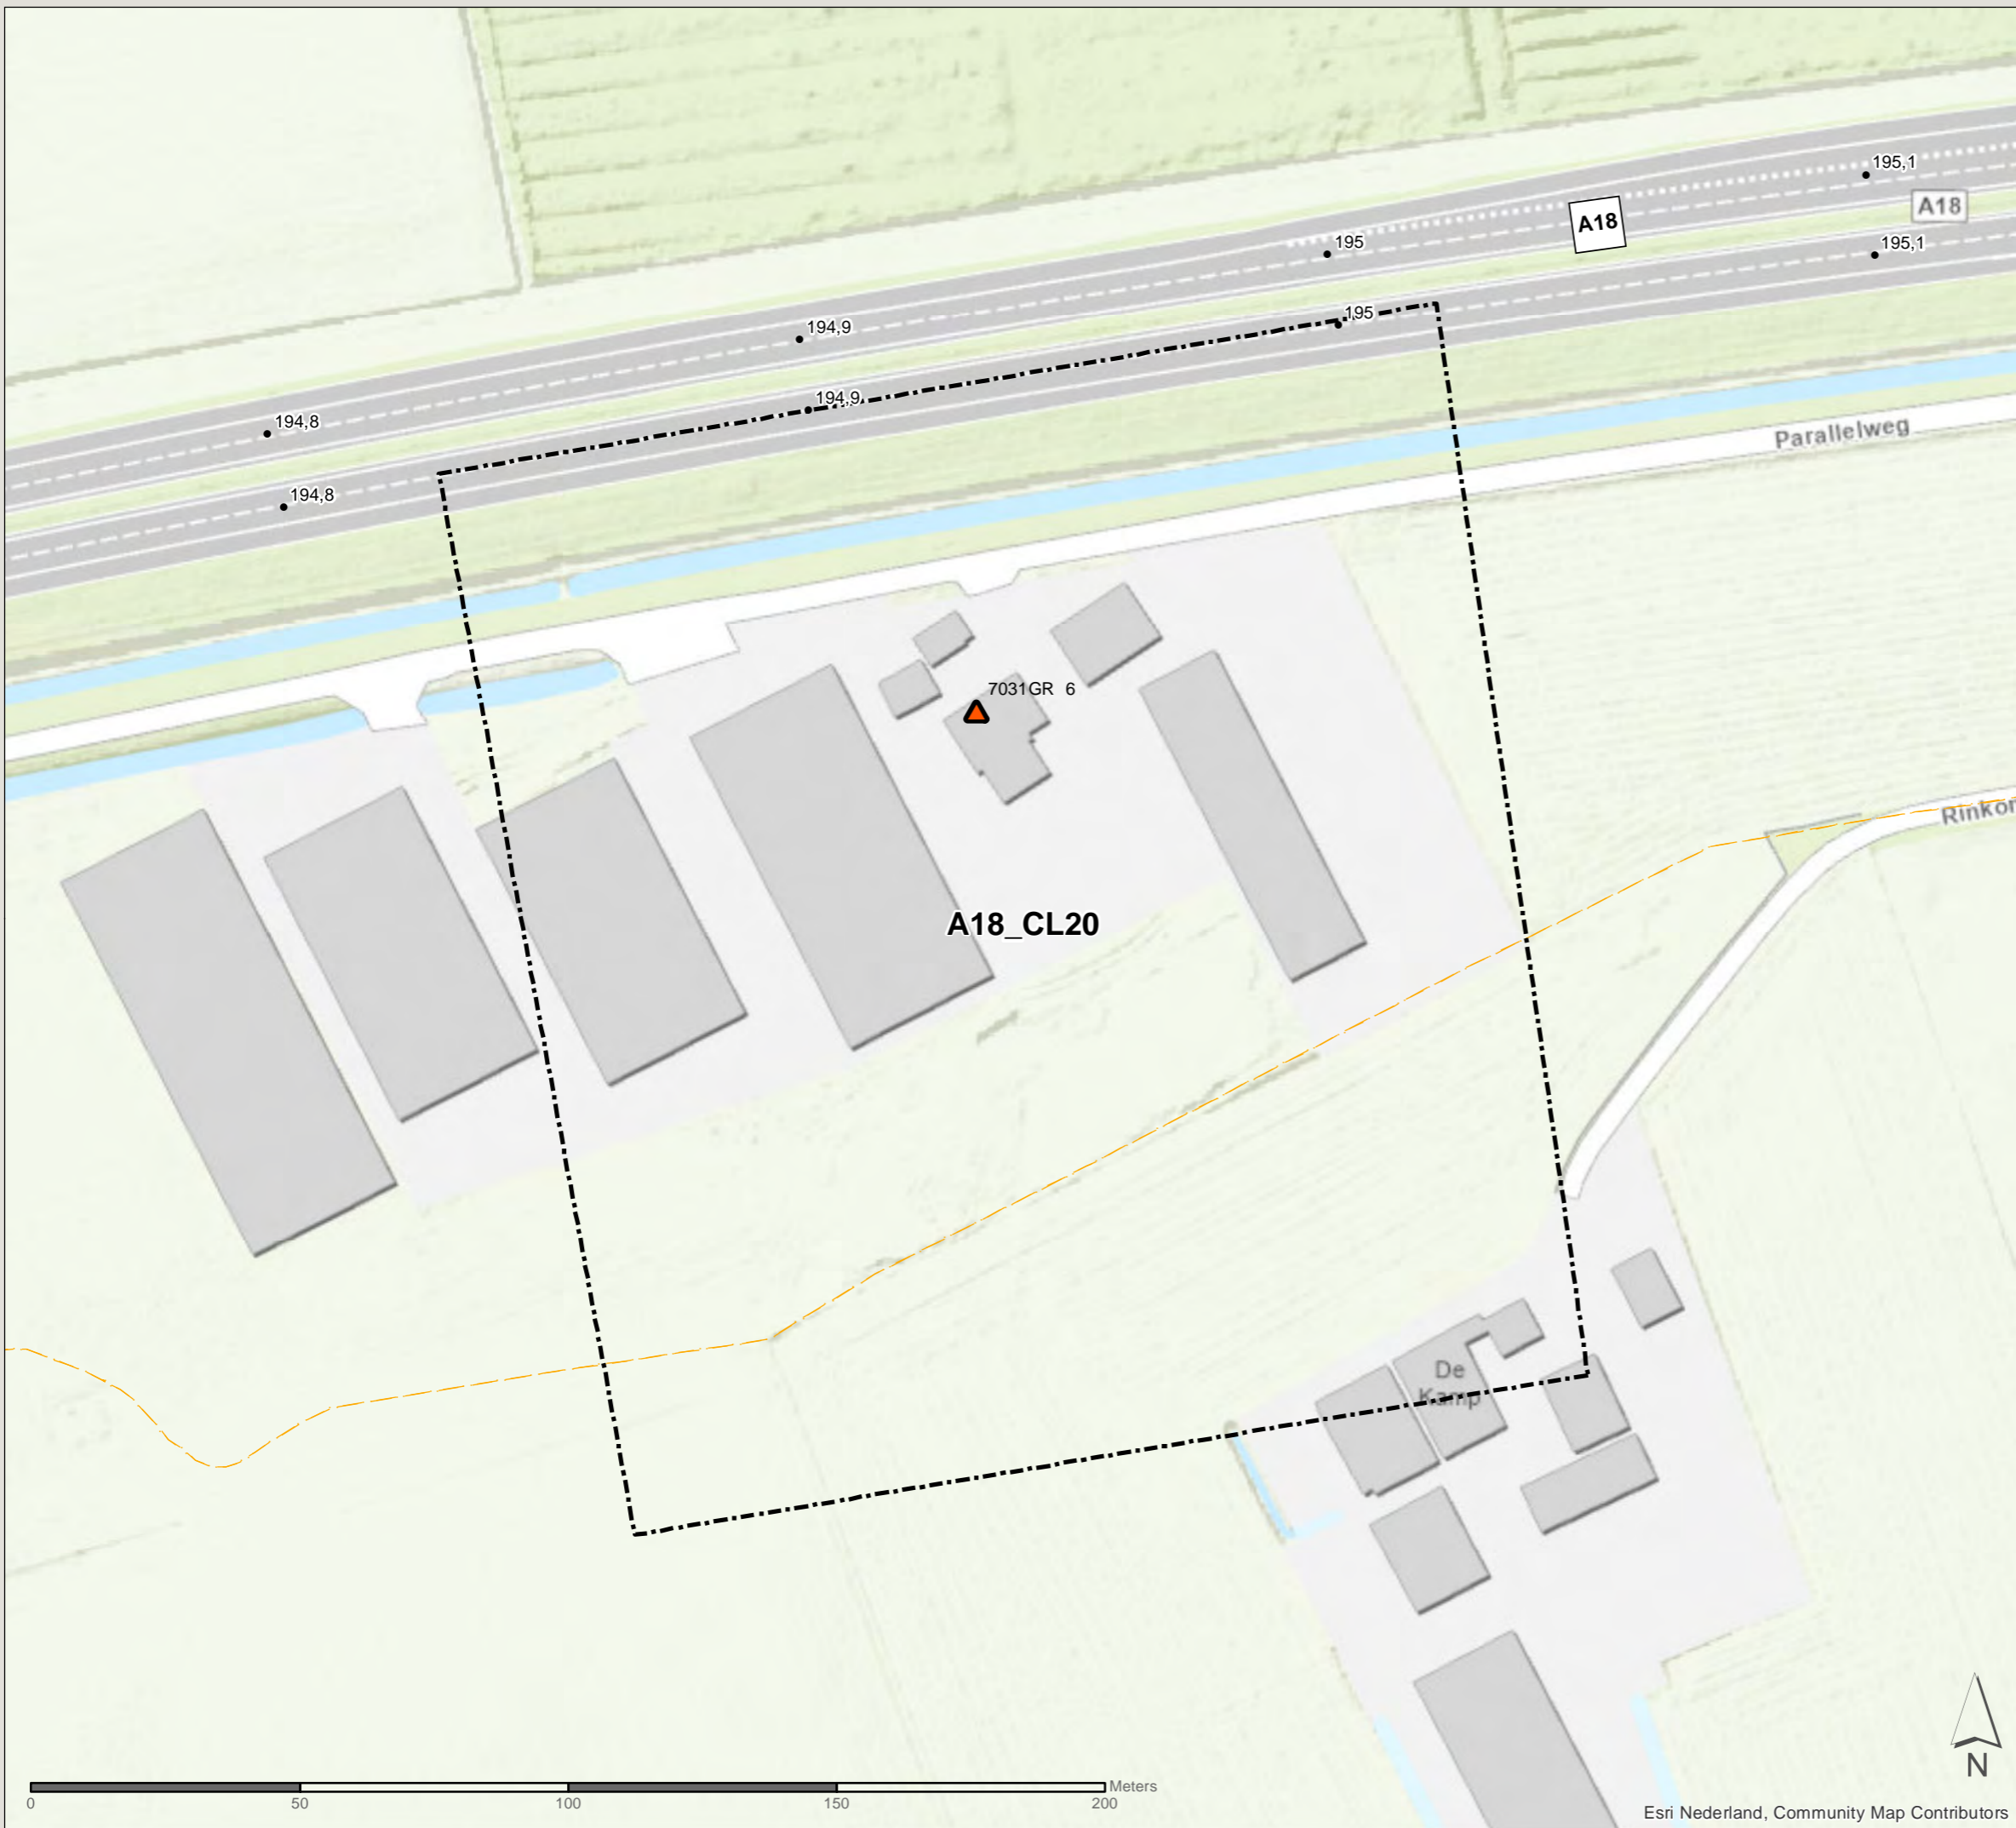 195,1
A18
A18
195
195,1
194,9
195
194,9
194,8
Parallelweg
194,8
7031GR 6
Rinkor
A18_CL20
De
Kamp
N
Meters
0 50 100 150 200
Esri Nederland, Community Map Contributors